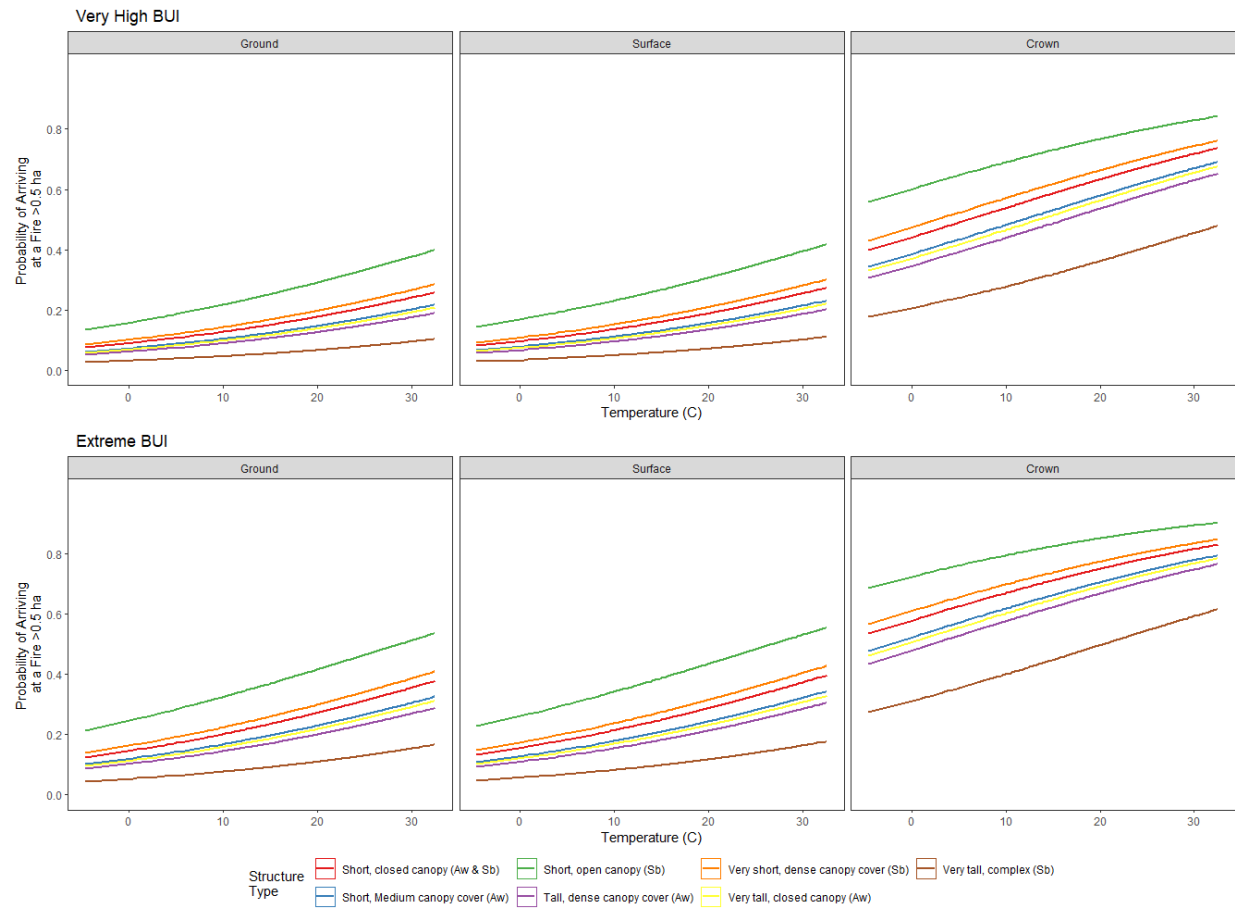 Very High BUI
Ground
Surface
Crown
Probability of Arriving
at a Fire >0.5 ha
0.8
0.6
0.4
0.2
0.0
0 10 20 30
0 10 20 30
0 10 20 30
Temperature (C)
Extreme BUI
Ground
Surface
Crown
Probability of Arriving
at a Fire >0.5 ha
0.8
0.6
0.4
0.2
0.0
0 10 20 30
0 10 20 30
0 10 20 30
Temperature (C)
Structure
Type
Short, closed canopy (Aw & Sb)
Short, open canopy (Sb)
Very short, dense canopy cover (Sb)
Very tall, complex (Sb)
Short, Medium canopy cover (Aw)
Tall, dense canopy cover (Aw)
Very tall, closed canopy (Aw)